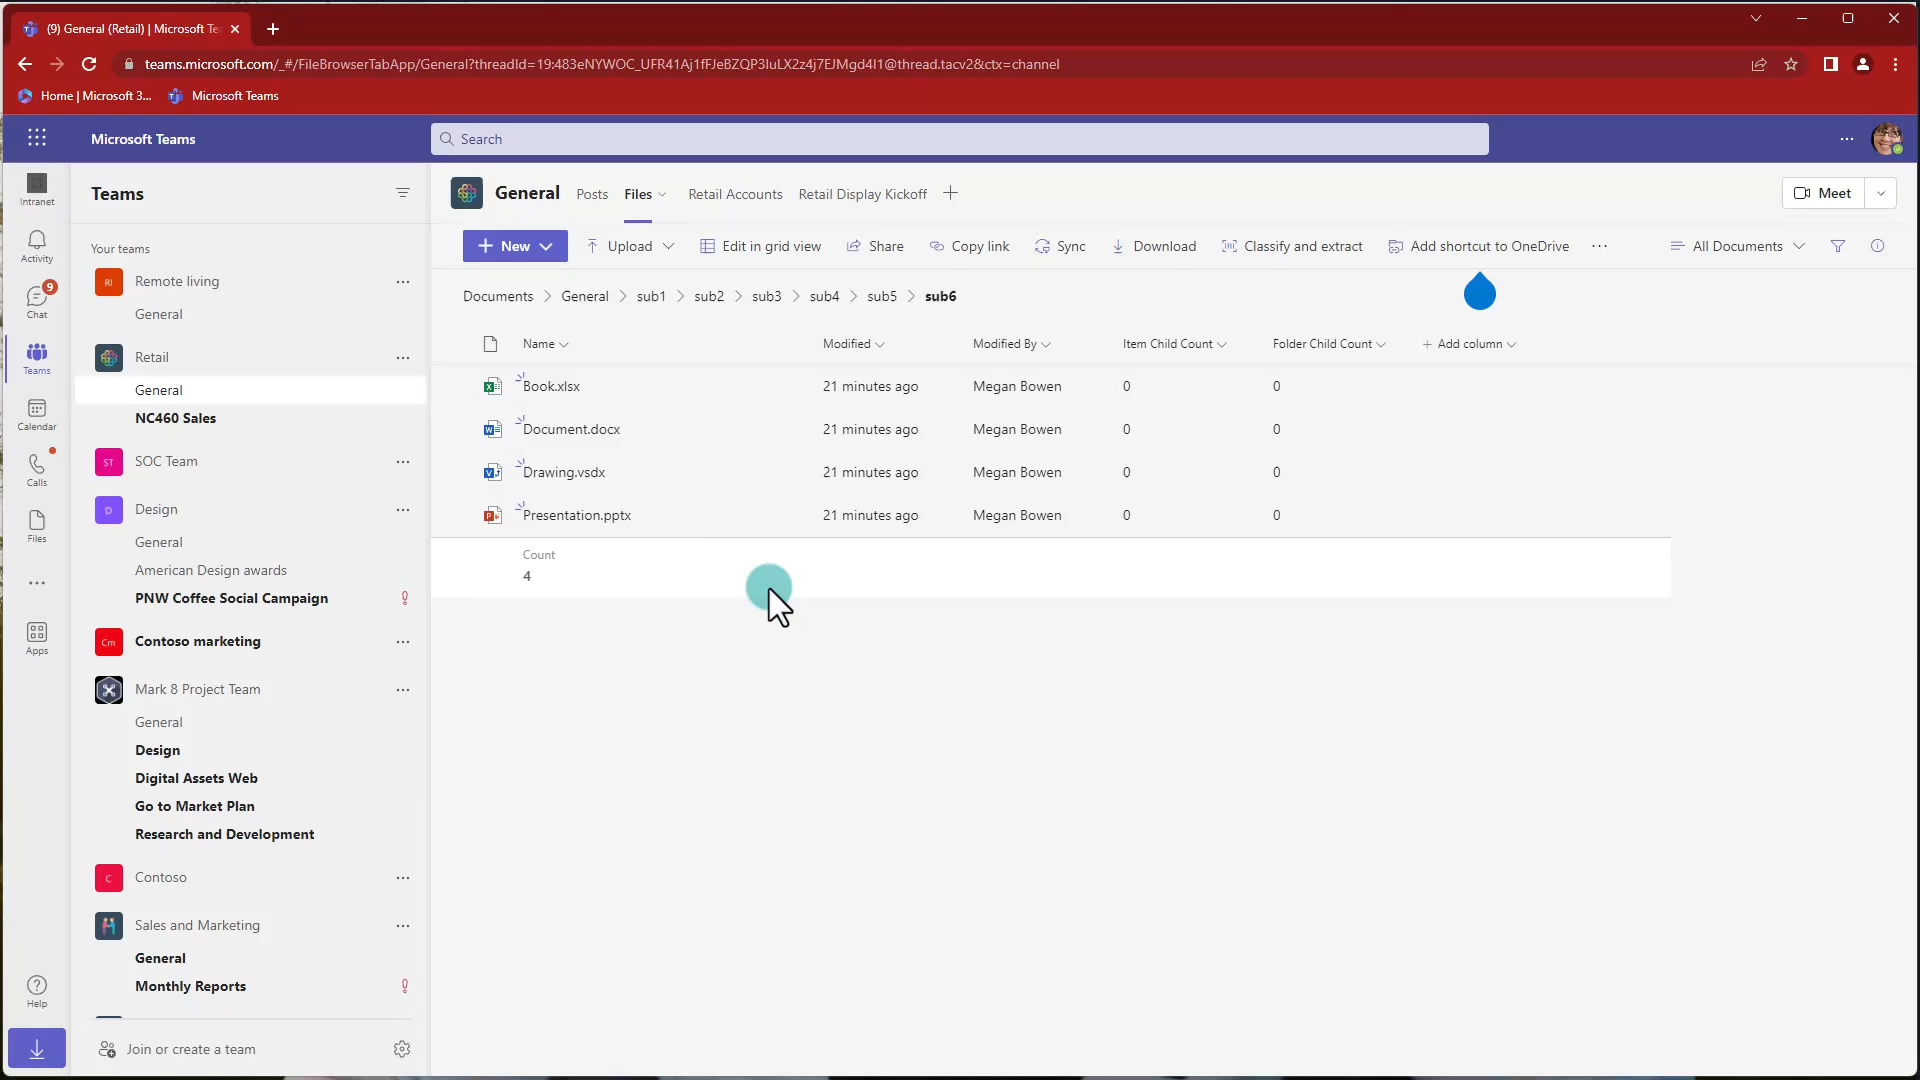 (9) General (Retail) | Microsoft Te
teams.microsoft.com/_#/FileBrowserTabApp/General?threadId=19:483eNYWOC_UFR41Aj1fFJeBZQP3IuLX2z4j7EJMgd4I1@thread.tacv2&ctx=channel
Home | Microsoft 3... Microsoft Teams
Microsoft Teams
Search
Intranet
Activity
9
Chat
Teams
Calendar
Calls
Files
Apps
Help
Teams
Your teams
RI Remote living
General
Retail
General
NC460 Sales
ST SOC Team
D Design
General
American Design awards
PNW Coffee Social Campaign
Cm Contoso marketing
Mark 8 Project Team
General
Design
Digital Assets Web
Go to Market Plan
Research and Development
C Contoso
Sales and Marketing
General
Monthly Reports
Join or create a team
General Posts Files Retail Accounts Retail Display Kickoff
Meet
New Upload Edit in grid view Share Copy link Sync Download Classify and extract Add shortcut to OneDrive All Documents
Documents > General > sub1 > sub2 > sub3 > sub4 > sub5 > sub6
Name Modified Modified By Item Child Count Folder Child Count + Add column
Book.xlsx 21 minutes ago Megan Bowen 0 0
Document.docx 21 minutes ago Megan Bowen 0 0
Drawing.vsdx 21 minutes ago Megan Bowen 0 0
Presentation.pptx 21 minutes ago Megan Bowen 0 0
Count
4